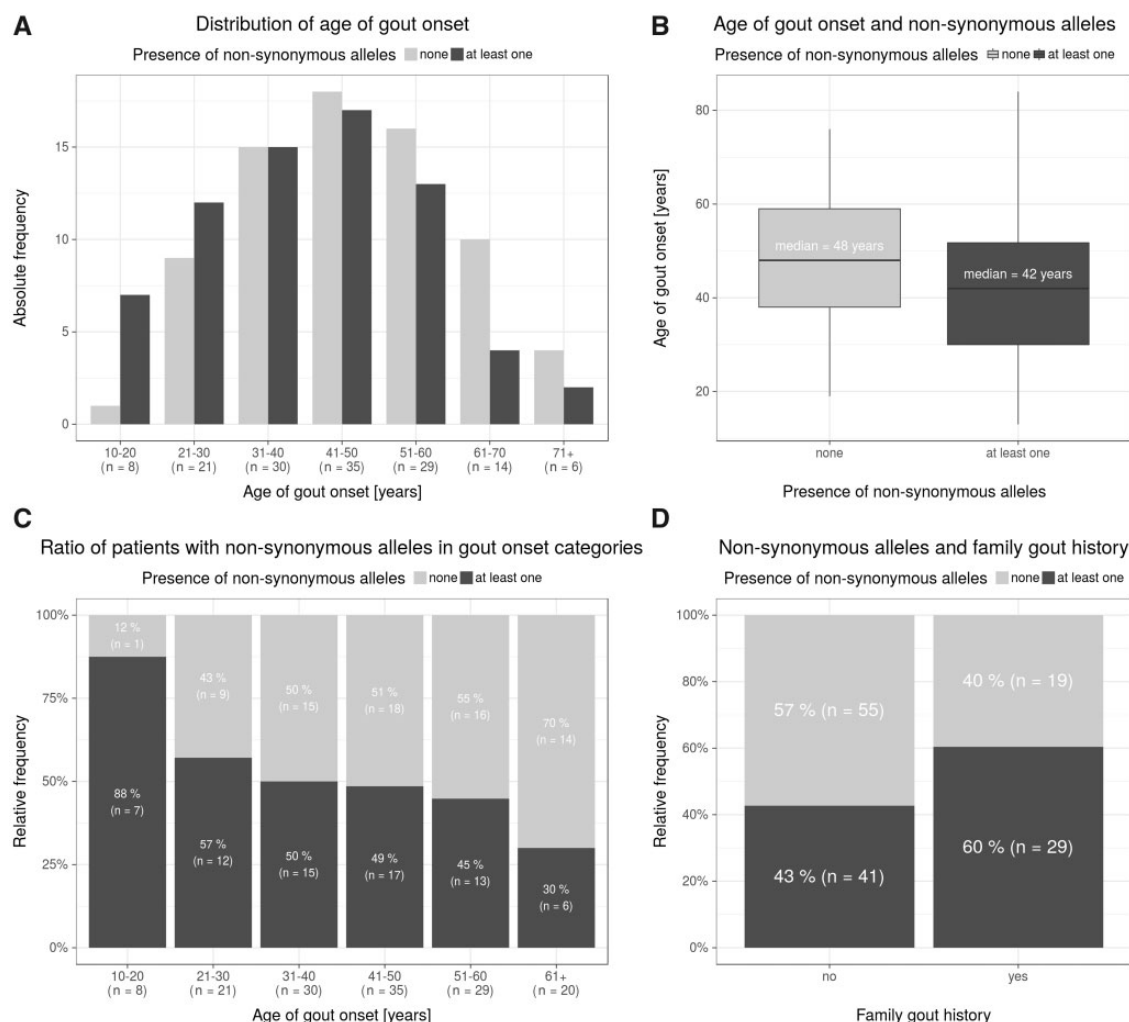 A
Distribution of age of gout onset
Presence of non-synonymous alleles none at least one
Absolute frequency
15
10
5
0
10-20 21-30 31-40 41-50 51-60 61-70 71+
(n = 8) (n = 21) (n = 30) (n = 35) (n = 29) (n = 14) (n = 6)
Age of gout onset [years]
B
Age of gout onset and non-synonymous alleles
Presence of non-synonymous alleles none at least one
Age of gout onset [years]
80
60
40
20
median = 48 years
median = 42 years
none at least one
Presence of non-synonymous alleles
C
Ratio of patients with non-synonymous alleles in gout onset categories
Presence of non-synonymous alleles none at least one
Relative frequency
100%
75%
50%
25%
0%
12 %
(n = 1)
88 %
(n = 7)
43 %
(n = 9)
57 %
(n = 12)
50 %
(n = 15)
50 %
(n = 15)
51 %
(n = 18)
49 %
(n = 17)
55 %
(n = 16)
45 %
(n = 13)
70 %
(n = 14)
30 %
(n = 6)
10-20 21-30 31-40 41-50 51-60 61+
(n = 8) (n = 21) (n = 30) (n = 35) (n = 29) (n = 20)
Age of gout onset [years]
D
Non-synonymous alleles and family gout history
Presence of non-synonymous alleles none at least one
Relative frequency
100%
80%
60%
40%
20%
0%
57 % (n = 55)
43 % (n = 41)
40 % (n = 19)
60 % (n = 29)
no yes
Family gout history